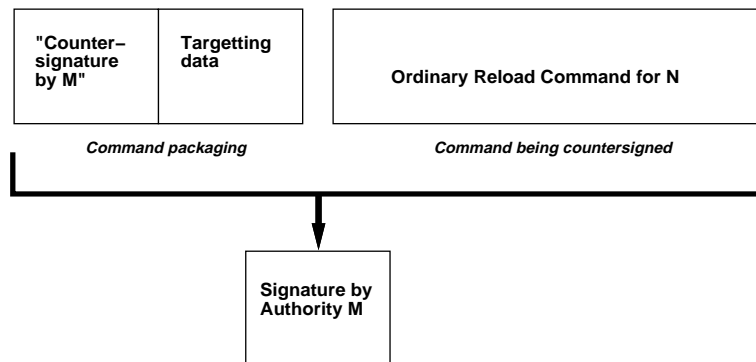 "Counter–
signature
by M"
Targetting
data
Ordinary Reload Command for N
Command packaging
Command being countersigned
Signature by
Authority M